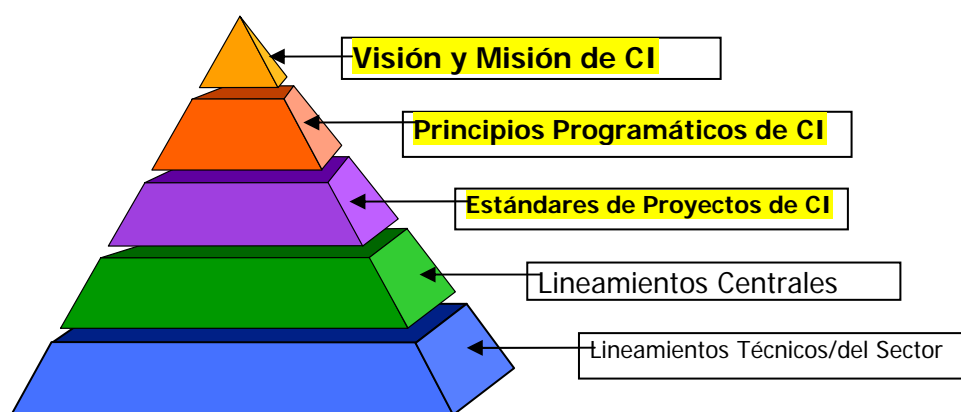 Visión y Misión de CI
Principios Programáticos de CI
Estándares de Proyectos de CI
Lineamientos Centrales
Lineamientos Técnicos/del Sector